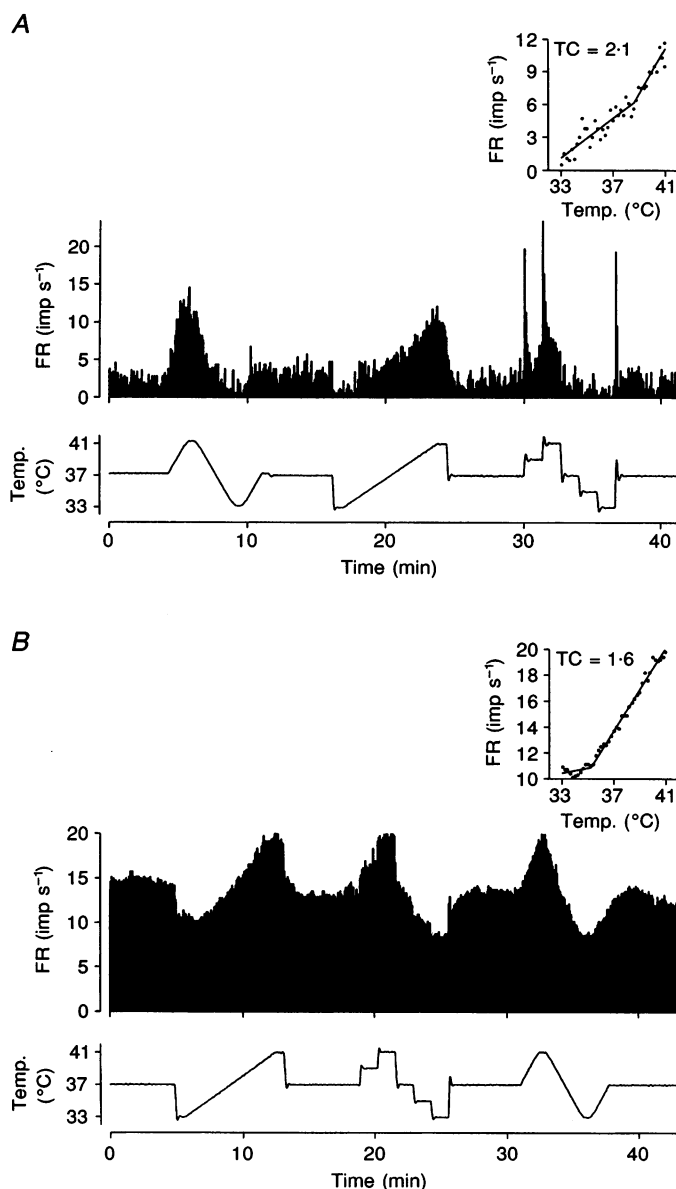 A
12
TC = 2·1
9
6
3
0
FR (imp s⁻¹)
33 37 41
Temp. (°C)
20
15
10
5
0
FR (imp s⁻¹)
41
37
33
Temp.
(°C)
0 10 20 30 40
Time (min)
B
20
TC = 1·6
18
16
14
12
10
FR (imp s⁻¹)
33 37 41
Temp. (°C)
20
15
10
5
0
FR (imp s⁻¹)
41
37
33
Temp.
(°C)
0 10 20 30 40
Time (min)